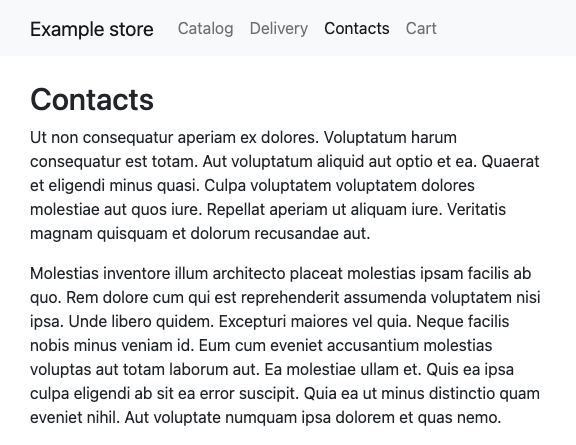 Example store Catalog Delivery Contacts Cart
Contacts
Ut non consequatur aperiam ex dolores. Voluptatum harum
consequatur est totam. Aut voluptatum aliquid aut optio et ea. Quaerat
et eligendi minus quasi. Culpa voluptatem voluptatem dolores
molestiae aut quos iure. Repellat aperiam ut aliquam iure. Veritatis
magnam quisquam et dolorum recusandae aut.
Molestias inventore illum architecto placeat molestias ipsam facilis ab
quo. Rem dolore cum qui est reprehenderit assumenda voluptatem nisi
ipsa. Unde libero quidem. Excepturi maiores vel quia. Neque facilis
nobis minus veniam id. Eum cum eveniet accusantium molestias
voluptas aut totam laborum aut. Ea molestiae ullam et. Quis ea ipsa
culpa eligendi ab sit ea error suscipit. Quia ea ut minus distinctio quam
eveniet nihil. Aut voluptate numquam ipsa dolorem et quas nemo.